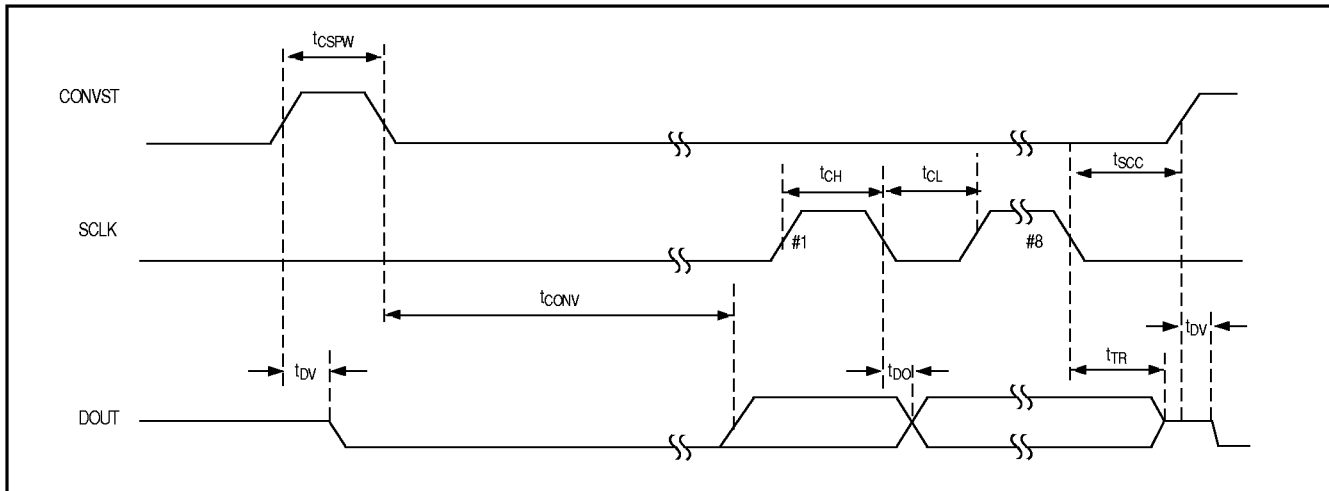 tCSPW
CONVST
tSCC
tCH
tCL
SCLK
#1
#8
tCONV
tDV
tDV
tDO
tTR
DOUT